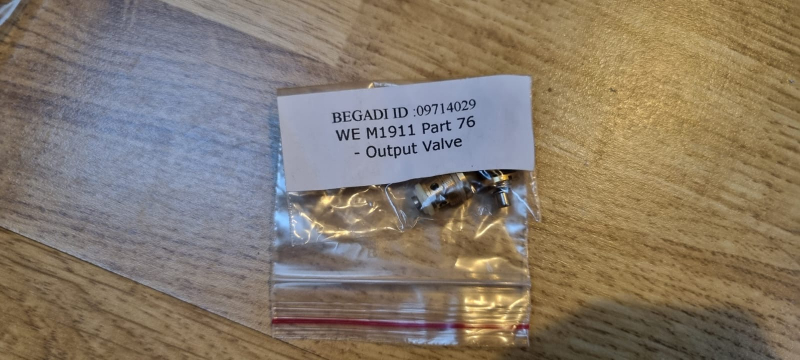 BEGADI ID :09714029
WE M1911 Part 76
- Output Valve